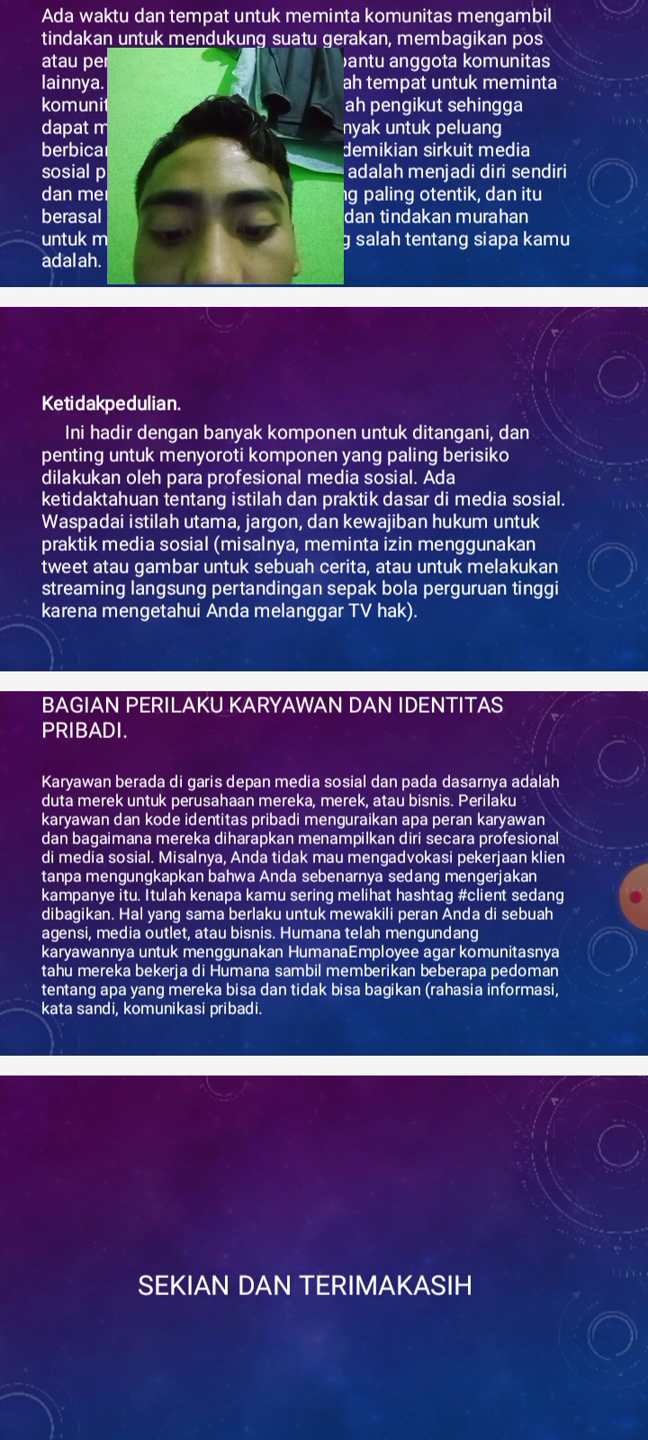 Ada waktu dan tempat untuk meminta komunitas mengambil
tindakan untuk mendukung suatu gerakan, membagikan pos
atau anggota komunitas
lainnya. tempat untuk meminta
pengikut sehingga
dapat untuk peluang
demikian sirkuit media
sosial adalah menjadi diri sendiri
dan paling otentik, dan itu
berasal dan tindakan murahan
untuk salah tentang siapa kamu
adalah.
Ketidakpedulian.
Ini hadir dengan banyak komponen untuk ditangani, dan
penting untuk menyoroti komponen yang paling berisiko
dilakukan oleh para profesional media sosial. Ada
ketidaktahuan tentang istilah dan praktik dasar di media sosial.
Waspadai istilah utama, jargon, dan kewajiban hukum untuk
praktik media sosial (misalnya, meminta izin menggunakan
tweet atau gambar untuk sebuah cerita, atau untuk melakukan
streaming langsung pertandingan sepak bola perguruan tinggi
karena mengetahui Anda melanggar TV hak).
BAGIAN PERILAKU KARYAWAN DAN IDENTITAS
PRIBADI.
Karyawan berada di garis depan media sosial dan pada dasarnya adalah
duta merek untuk perusahaan mereka, merek, atau bisnis. Perilaku
karyawan dan kode identitas pribadi menguraikan apa peran karyawan
dan bagaimana mereka diharapkan menampilkan diri secara profesional
di media sosial. Misalnya, Anda tidak mau mengadvokasi pekerjaan klien
tanpa mengungkapkan bahwa Anda sebenarnya sedang mengerjakan
kampanye itu. Itulah kenapa kamu sering melihat hashtag #client sedang
dibagikan. Hal yang sama berlaku untuk mewakili peran Anda di sebuah
agensi, media outlet, atau bisnis. Humana telah mengundang
karyawannya untuk menggunakan HumanaEmployee agar komunitasnya
tahu mereka bekerja di Humana sambil memberikan beberapa pedoman
tentang apa yang mereka bisa dan tidak bisa bagikan (rahasia informasi,
kata sandi, komunikasi pribadi.
SEKIAN DAN TERIMAKASIH